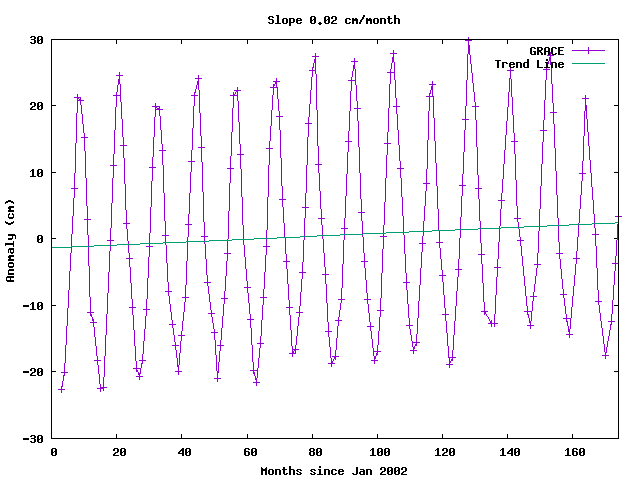 Slope 0.02 cm/month
GRACE
Trend Line
30
20
10
0
-10
-20
-30
Anomaly (cm)
0 20 40 60 80 100 120 140 160
Months since Jan 2002